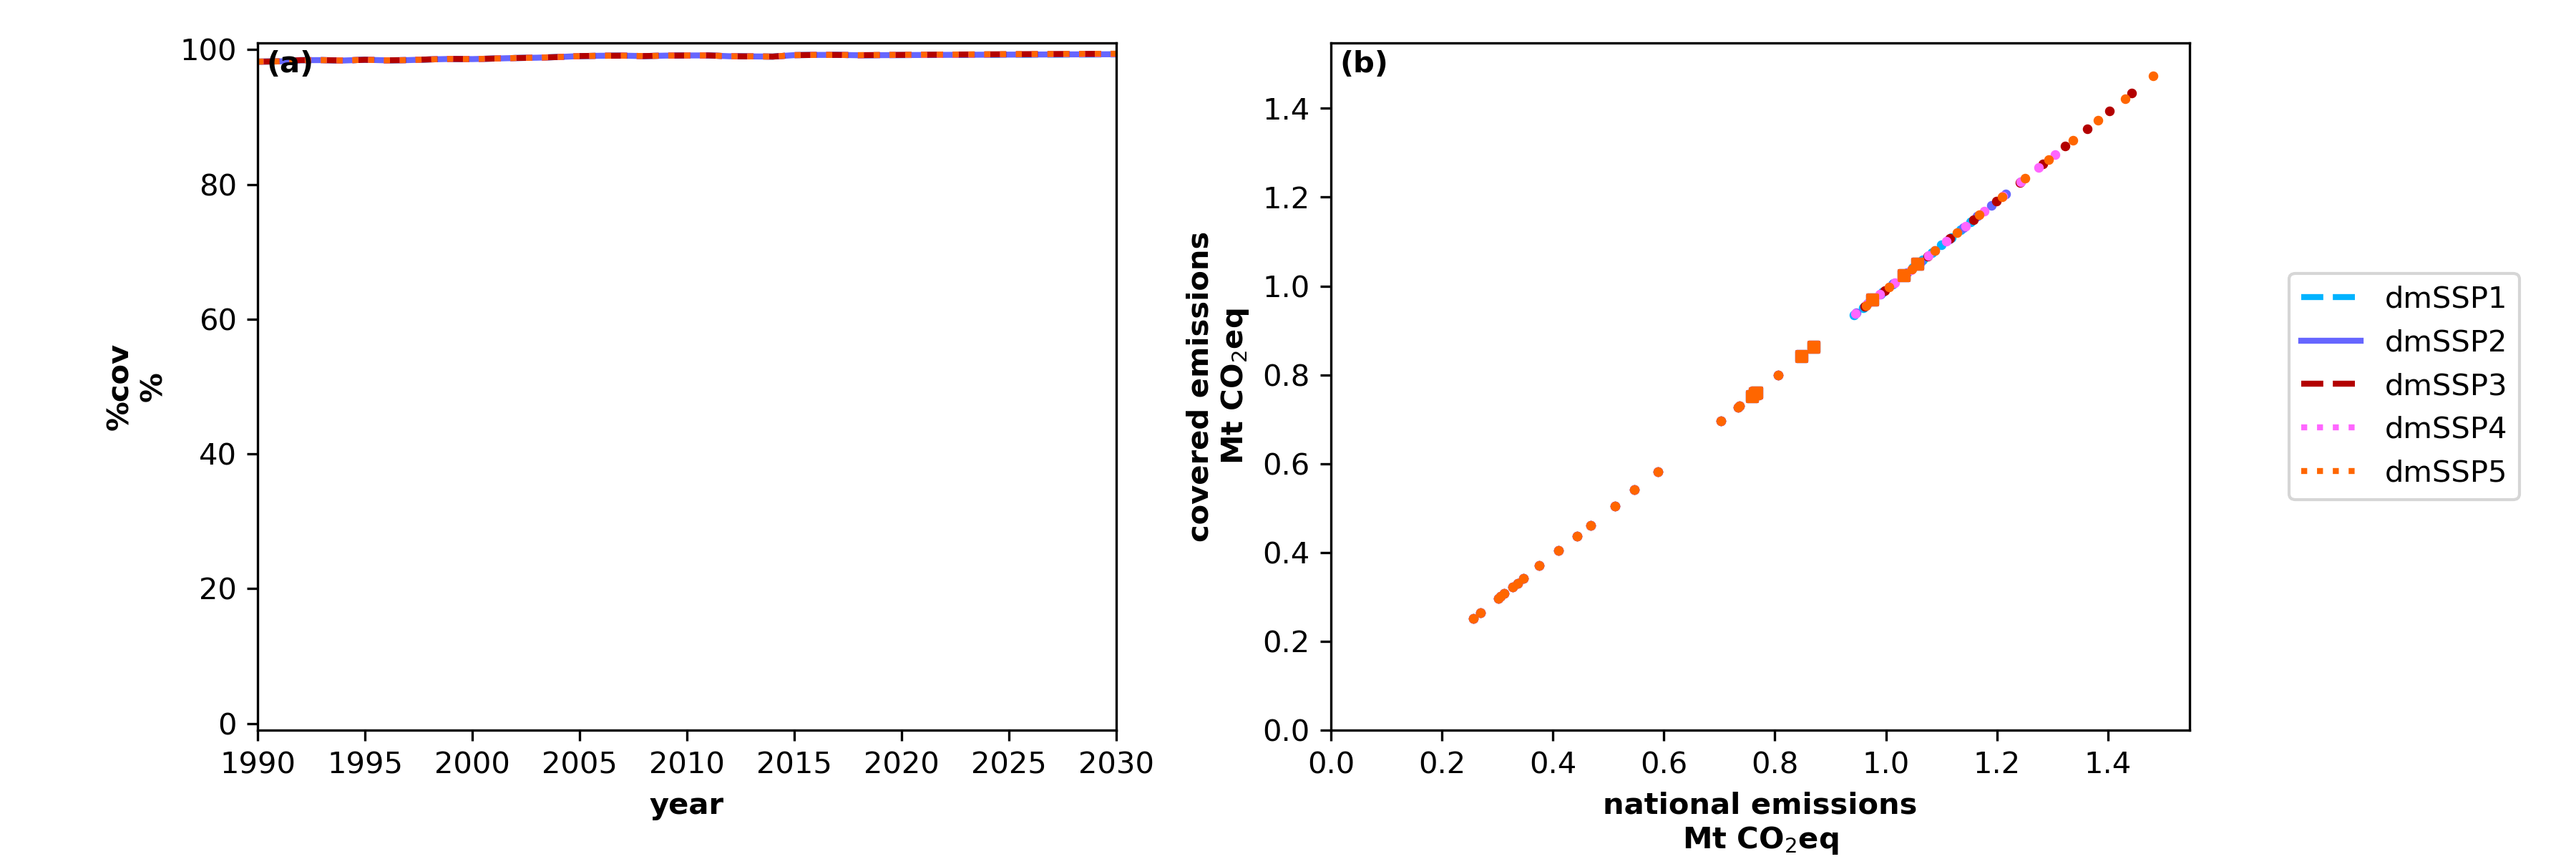 (a)
100
80
60
40
20
0
%cov
%
1990 1995 2000 2005 2010 2015 2020 2025 2030
year
(b)
1.4
1.2
1.0
0.8
0.6
0.4
0.2
0.0
covered emissions
Mt CO₂eq
0.0 0.2 0.4 0.6 0.8 1.0 1.2 1.4
national emissions
Mt CO₂eq
dmSSP1
dmSSP2
dmSSP3
dmSSP4
dmSSP5